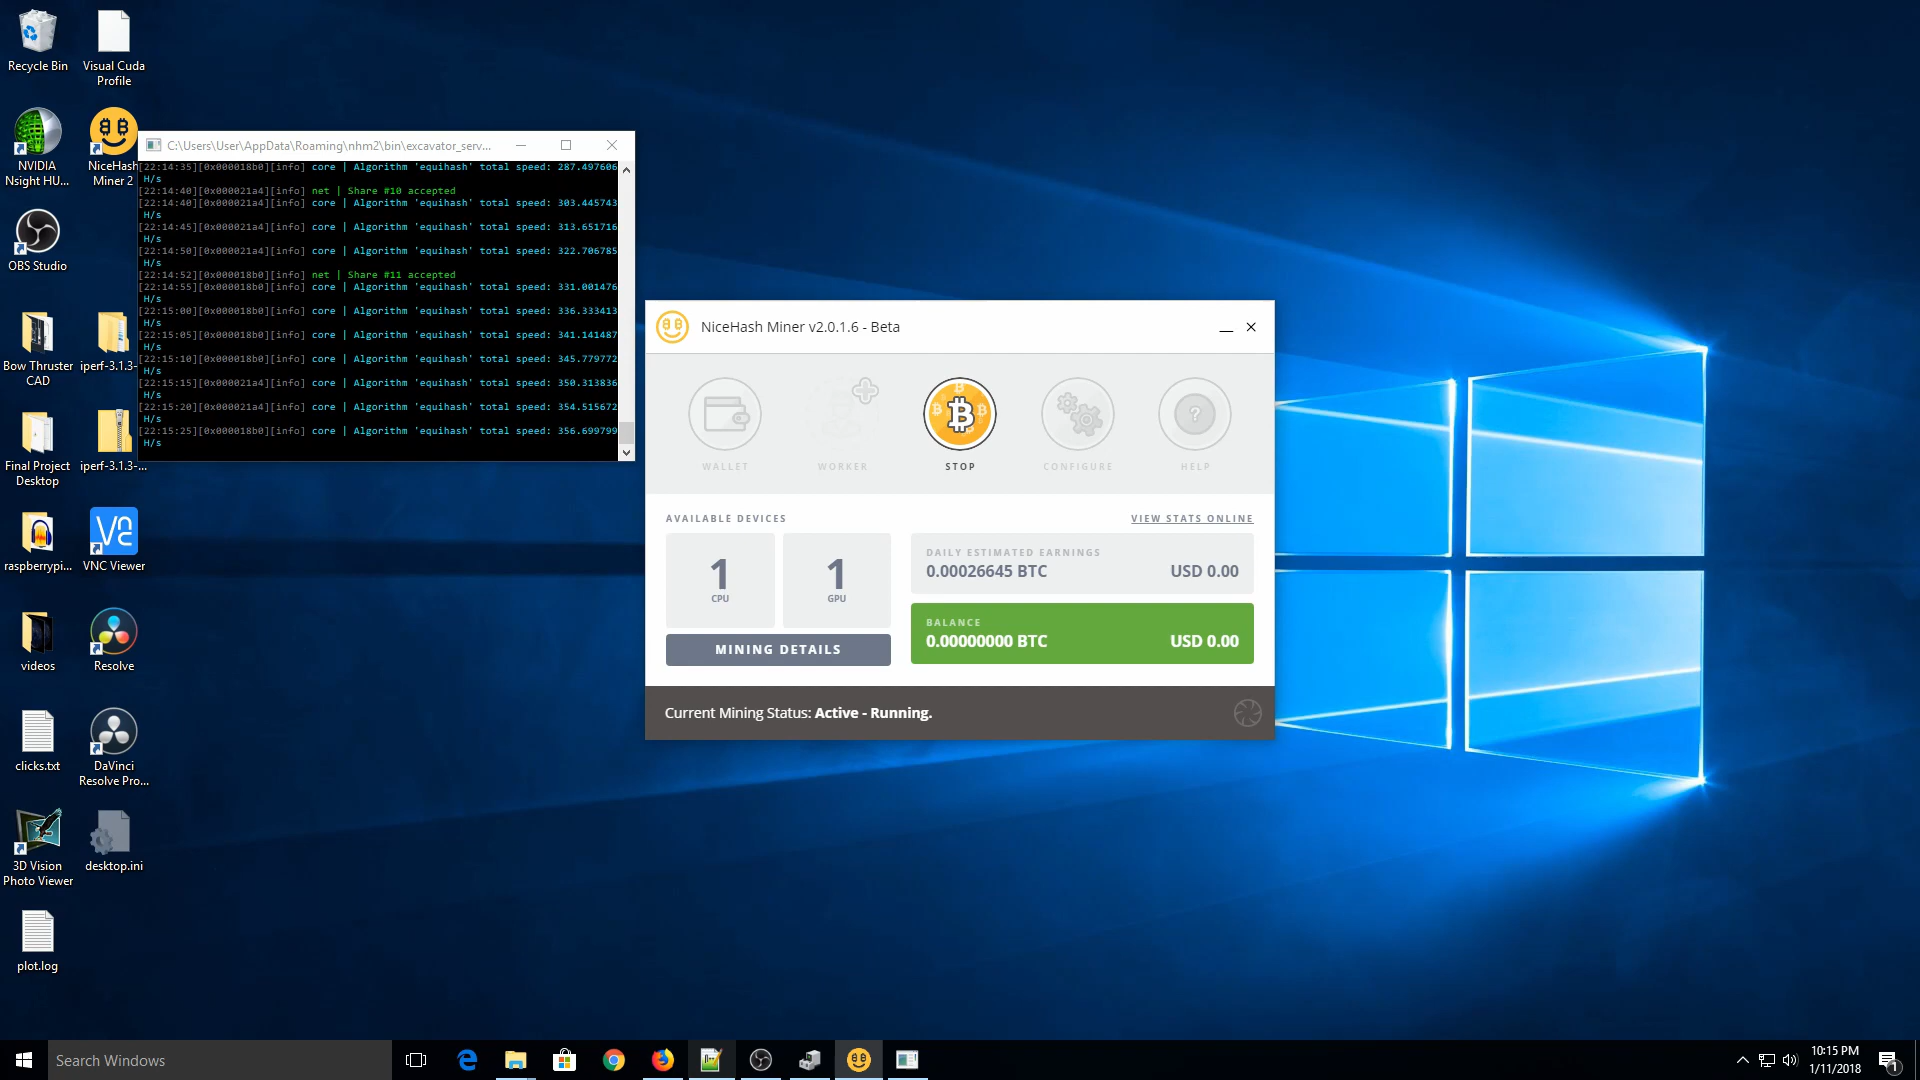 Recycle Bin
Visual Cuda
Profile
NVIDIA
Nsight HU...
NiceHash
Miner 2
OBS Studio
Bow Thruster
CAD
iperf-3.1.3-
Final Project
Desktop
iperf-3.1.3-...
raspberrypi...
VNC Viewer
videos
Resolve
clicks.txt
DaVinci
Resolve Pro...
3D Vision
Photo Viewer
desktop.ini
plot.log
C:\Users\User\AppData\Roaming\nhm2\bin\excavator_serv...
[22:14:35][0x000018b0][info] core | Algorithm 'equihash' total speed: 287.497606
H/s
[22:14:40][0x000021a4][info] net | Share #10 accepted
[22:14:40][0x000021a4][info] core | Algorithm 'equihash' total speed: 303.445743
H/s
[22:14:45][0x000021a4][info] core | Algorithm 'equihash' total speed: 313.651716
H/s
[22:14:50][0x000021a4][info] core | Algorithm 'equihash' total speed: 322.706785
H/s
[22:14:52][0x000018b0][info] net | Share #11 accepted
[22:14:55][0x000018b0][info] core | Algorithm 'equihash' total speed: 331.001476
H/s
[22:15:00][0x000018b0][info] core | Algorithm 'equihash' total speed: 336.333413
H/s
[22:15:05][0x000018b0][info] core | Algorithm 'equihash' total speed: 341.141487
H/s
[22:15:10][0x000018b0][info] core | Algorithm 'equihash' total speed: 345.779772
H/s
[22:15:15][0x000021a4][info] core | Algorithm 'equihash' total speed: 350.313836
H/s
[22:15:20][0x000021a4][info] core | Algorithm 'equihash' total speed: 354.515672
H/s
[22:15:25][0x000018b0][info] core | Algorithm 'equihash' total speed: 356.699799
H/s
NiceHash Miner v2.0.1.6 - Beta
WALLET
WORKER
STOP
CONFIGURE
HELP
AVAILABLE DEVICES
VIEW STATS ONLINE
1
CPU
1
GPU
MINING DETAILS
DAILY ESTIMATED EARNINGS
0.00026645 BTC
USD 0.00
BALANCE
0.00000000 BTC
USD 0.00
Current Mining Status: Active - Running.
Search Windows
10:15 PM
1/11/2018
1